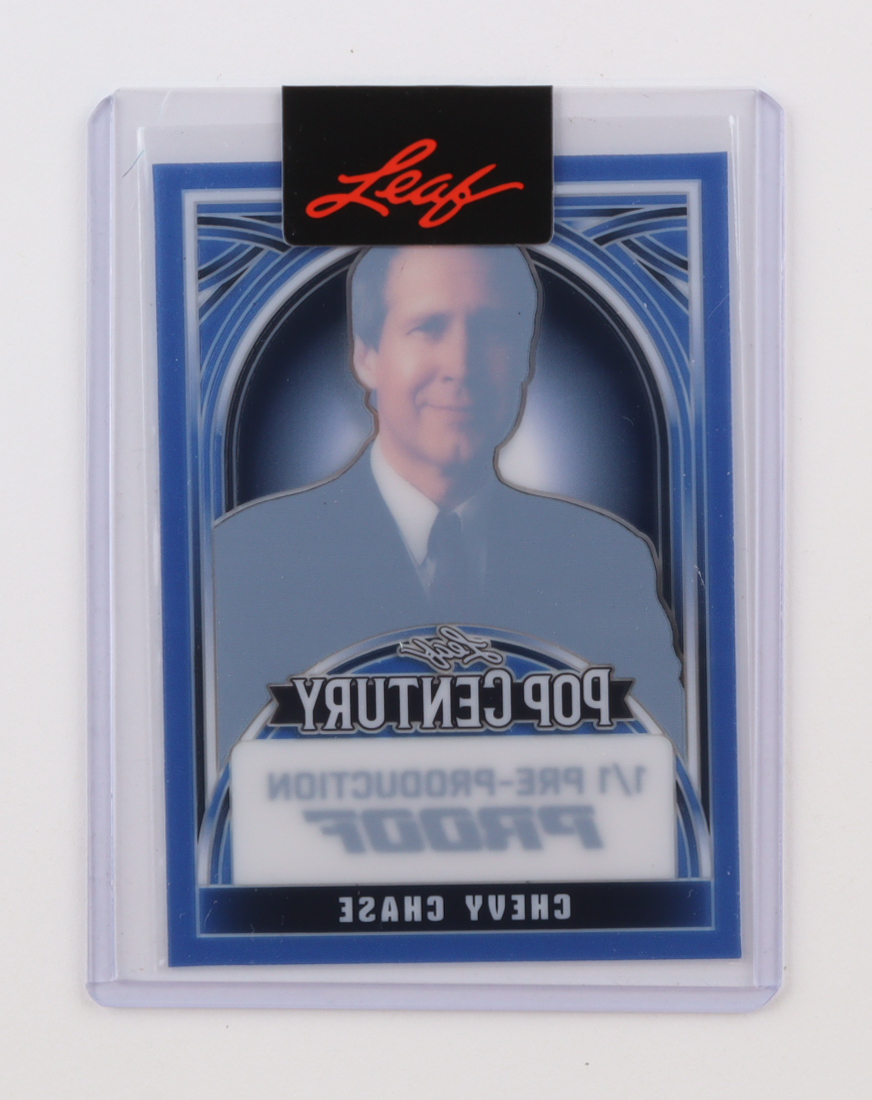 Leaf
Leaf
POP CENTURY
1/1 PRE-PRODUCTION
PROOF
CHEVY CHASE